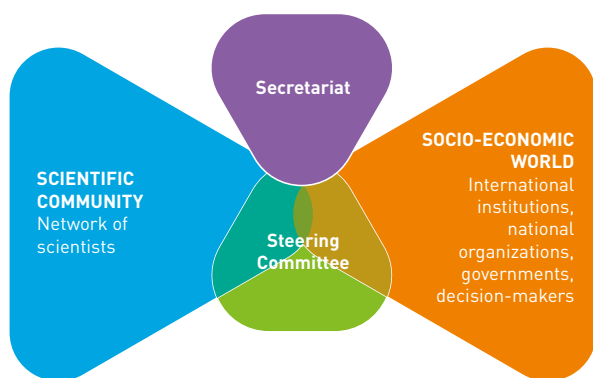 Secretariat
SCIENTIFIC
COMMUNITY
Network of
scientists
Steering
Committee
SOCIO-ECONOMIC
WORLD
International
institutions,
national
organizations,
governments,
decision-makers